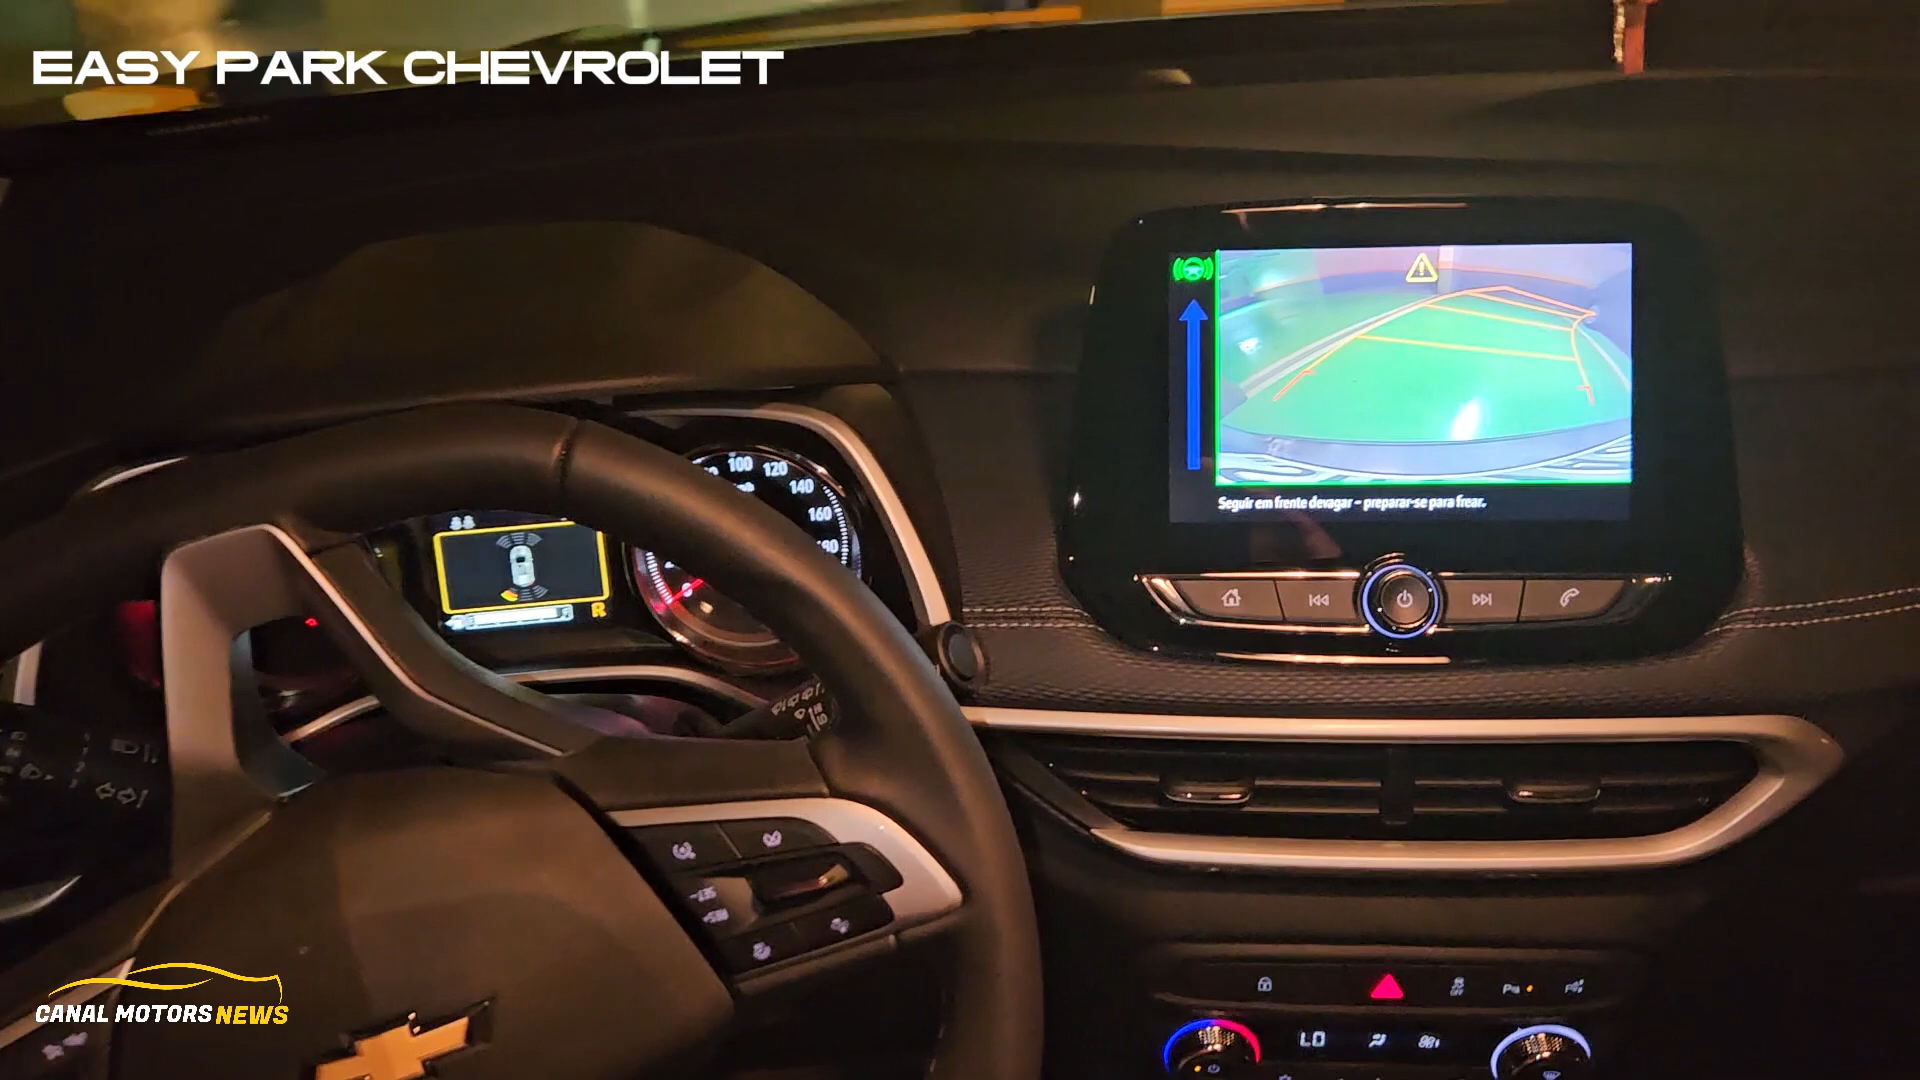 EASY PARK CHEVROLET
Seguir em frente devagar - preparar-se para frear.
100
120
140
160
R
LO
OFF
CANAL MOTORS NEWS